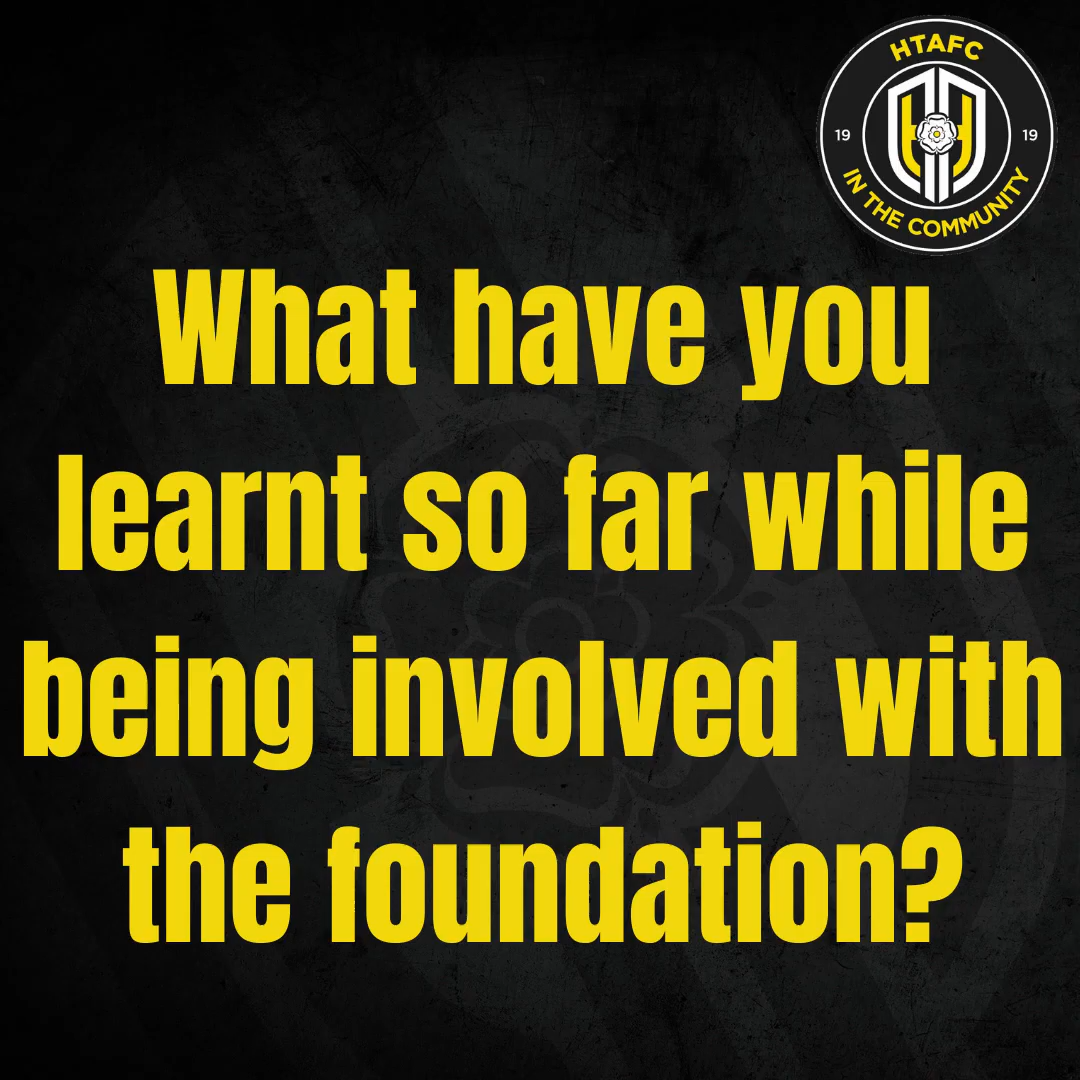 HTAFC
19 19
IN THE COMMUNITY
What have you
learnt so far while
being involved with
the foundation?